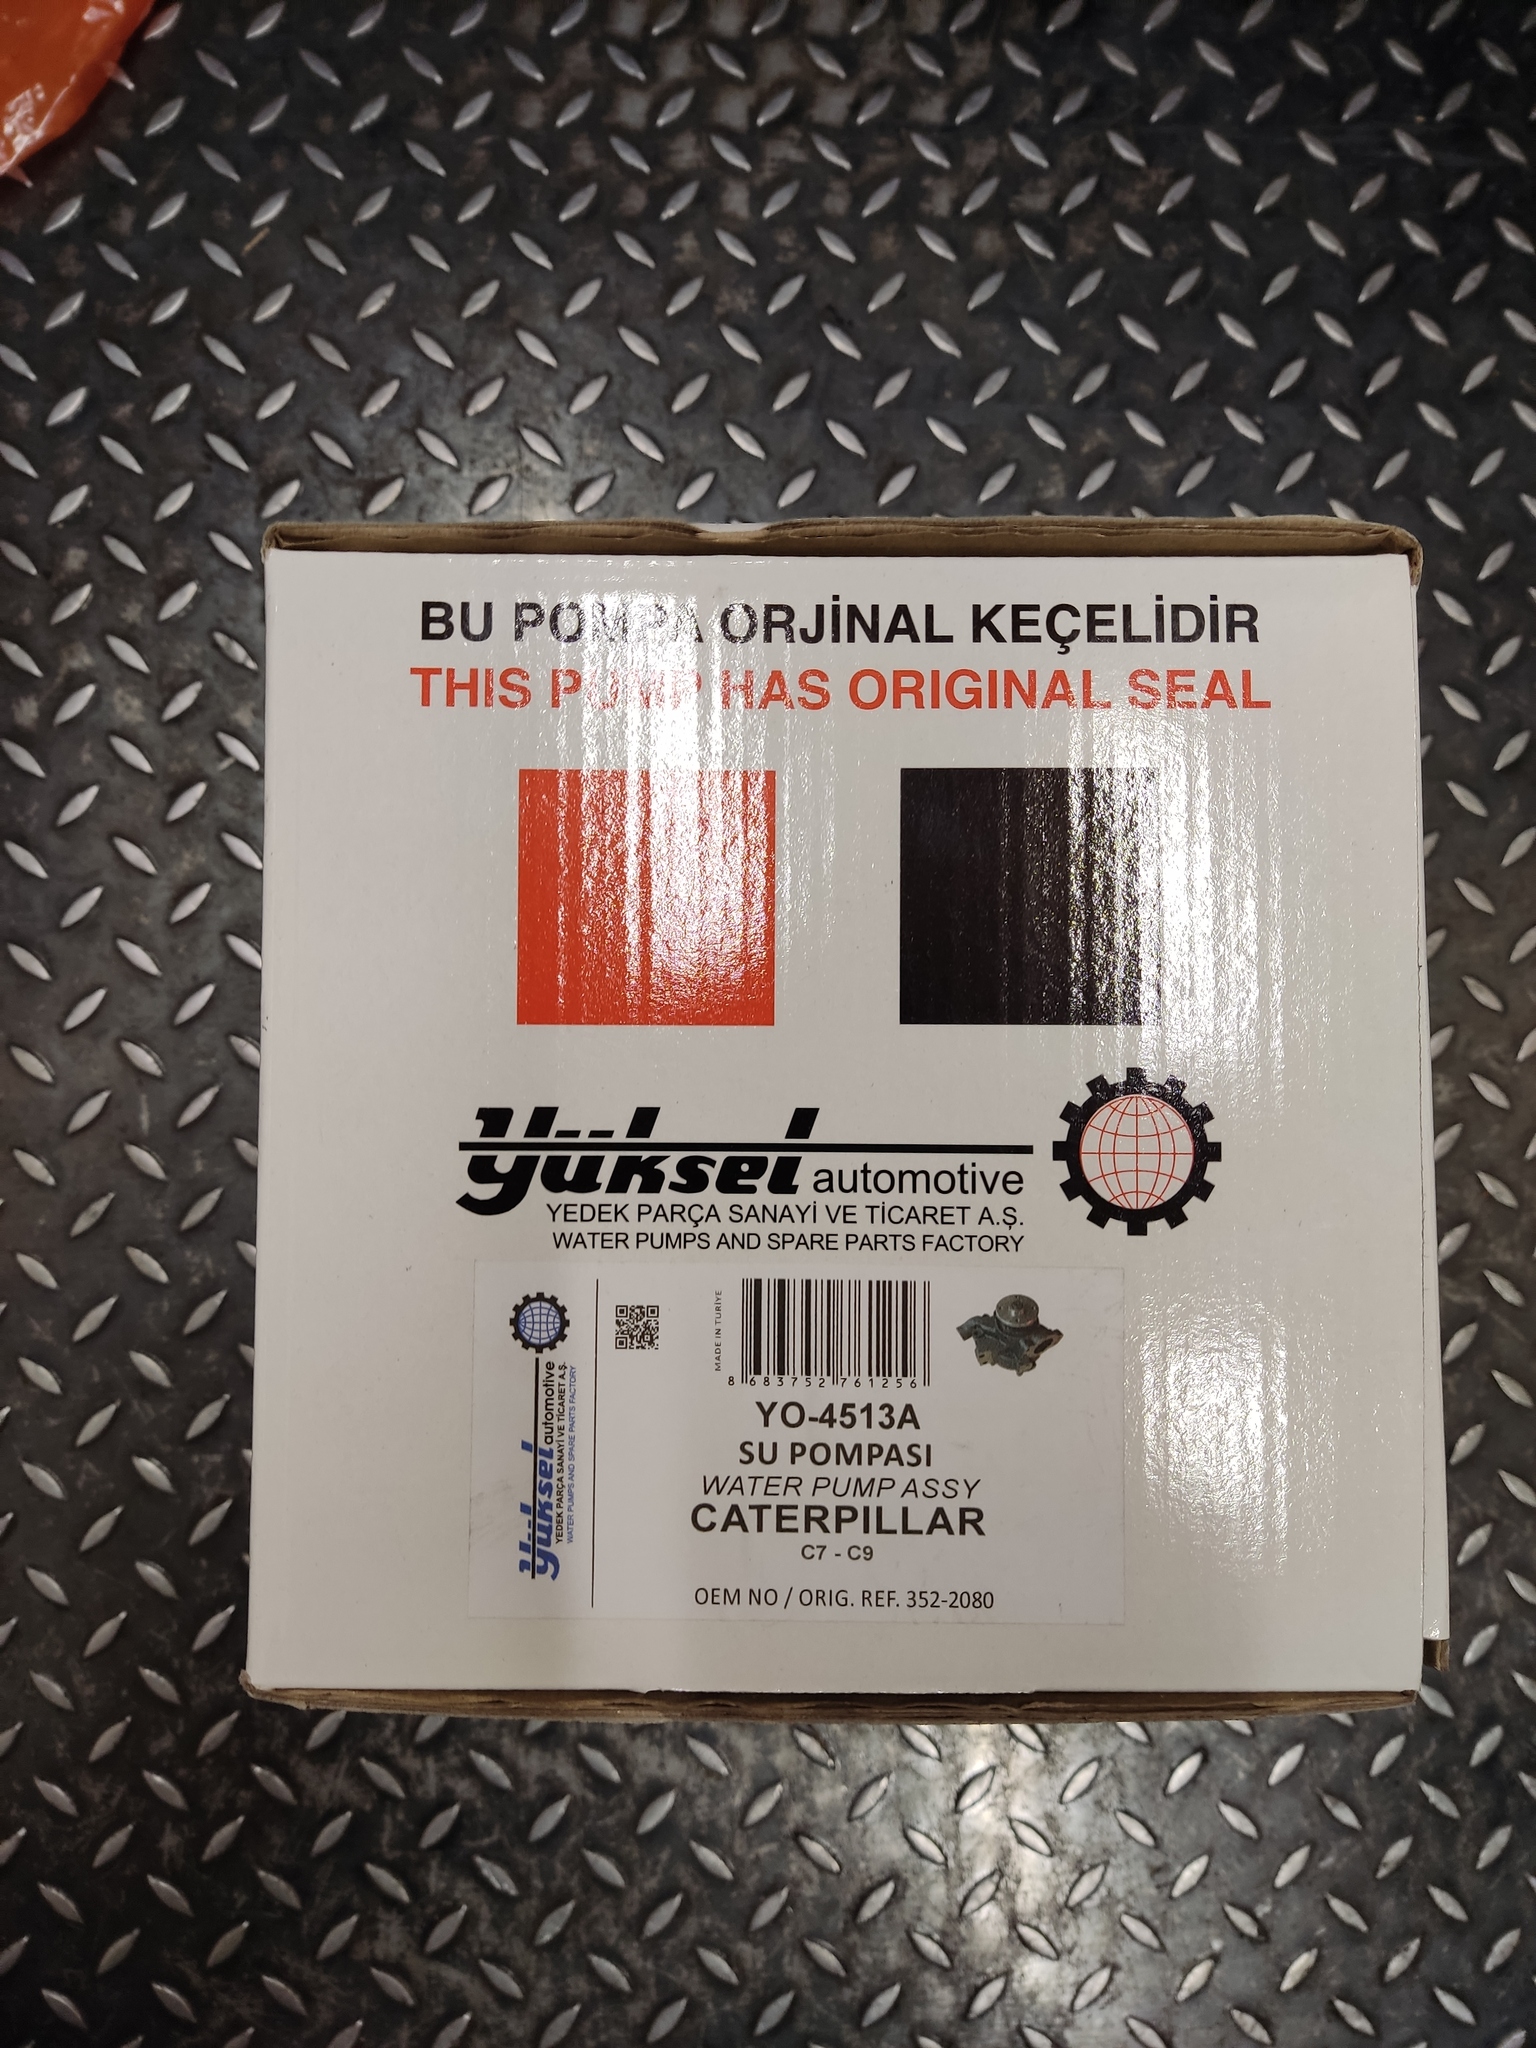 BU POMPA ORJİNAL KEÇELİDİR
THIS PUMP HAS ORIGINAL SEAL
Yüksel automotive
YEDEK PARÇA SANAYİ VE TİCARET A.Ş.
WATER PUMPS AND SPARE PARTS FACTORY
Yüksel automotive
YEDEK PARÇA SANAYİ VE TİCARET A.Ş.
WATER PUMPS AND SPARE PARTS FACTORY
MADE IN TURIYE
8 683752 761256
YO-4513A
SU POMPASI
WATER PUMP ASSY
CATERPILLAR
C7 - C9
OEM NO / ORIG. REF. 352-2080